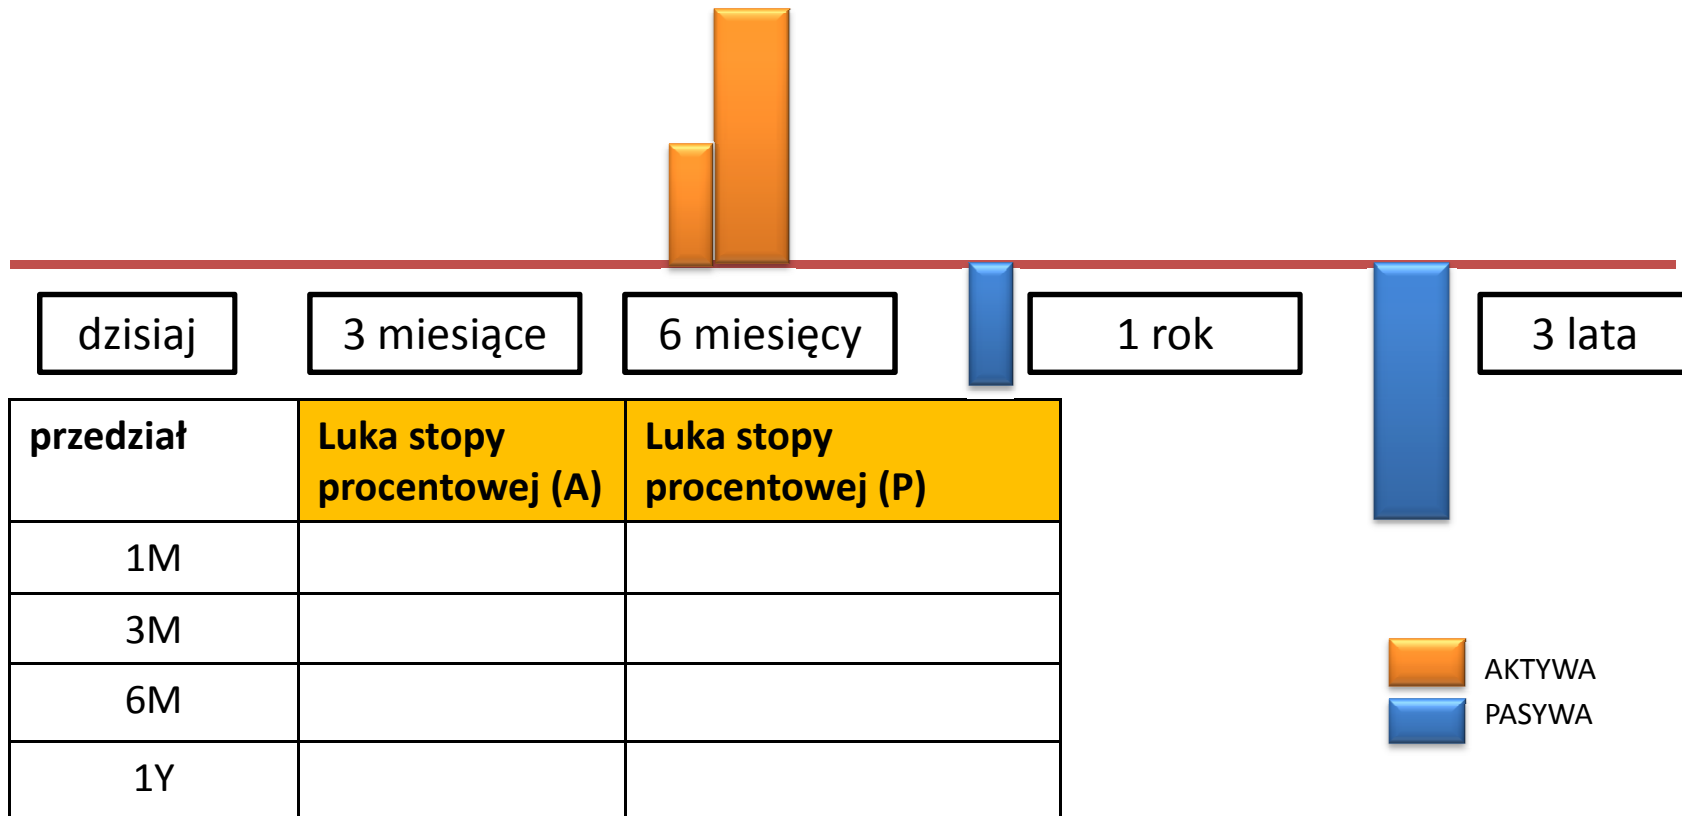 dzisiaj
3 miesiące
6 miesięcy
1 rok
3 lata
przedział
Luka stopy
procentowej (A)
Luka stopy
procentowej (P)
1M
3M
6M
1Y
AKTYWA
PASYWA